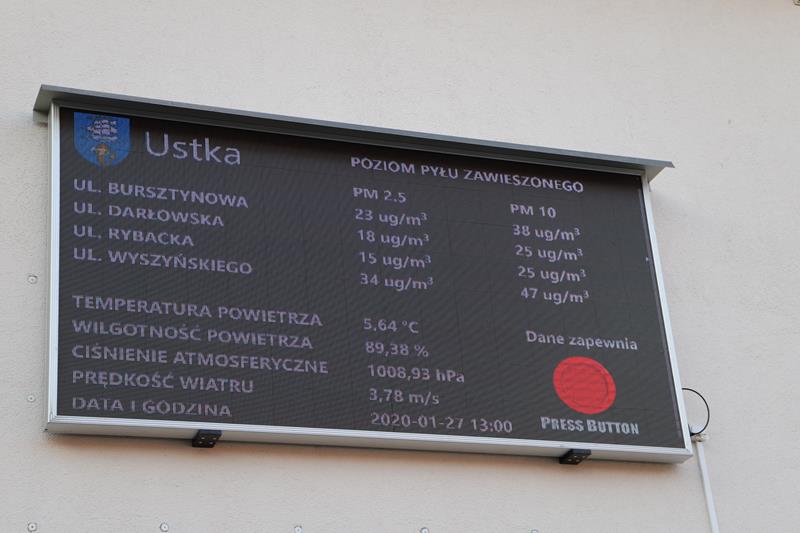 Ustka
POZIOM PYŁU ZAWIESZONEGO
PM 2.5 PM 10
UL. BURSZTYNOWA 23 ug/m³ 38 ug/m³
UL. DARŁOWSKA 18 ug/m³ 25 ug/m³
UL. RYBACKA 15 ug/m³ 25 ug/m³
UL. WYSZYŃSKIEGO 34 ug/m³ 47 ug/m³
TEMPERATURA POWIETRZA 5,64 °C
WILGOTNOŚĆ POWIETRZA 89,38 %
CIŚNIENIE ATMOSFERYCZNE 1008,93 hPa
PRĘDKOŚĆ WIATRU 3,78 m/s
DATA I GODZINA 2020-01-27 13:00
Dane zapewnia
PRESS BUTTON